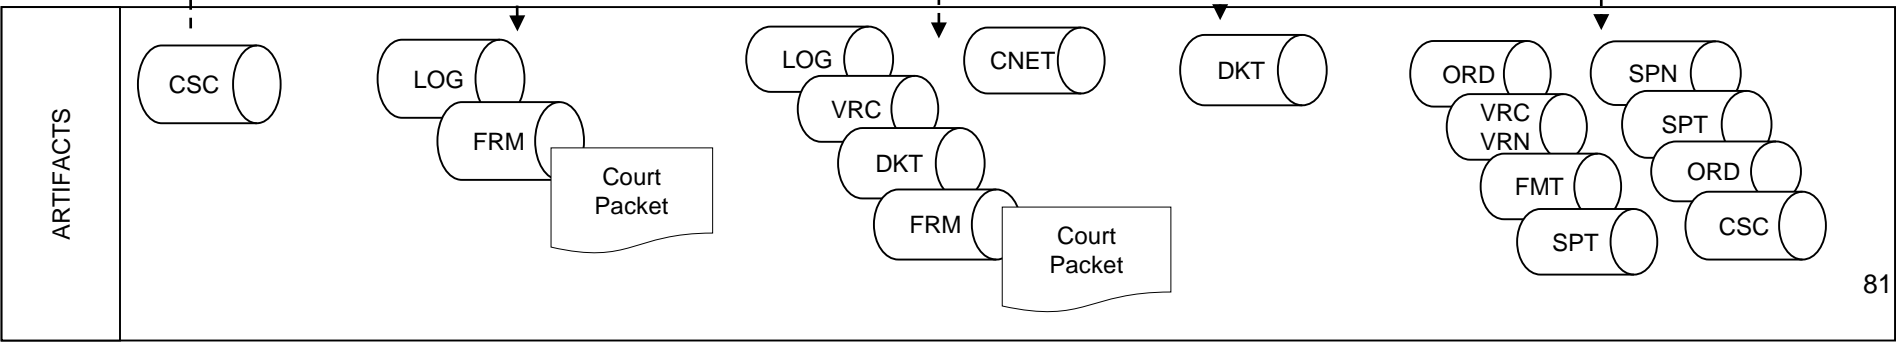 ARTIFACTS
CSC
LOG
FRM
Court
Packet
LOG
VRC
DKT
FRM
Court
Packet
CNET
DKT
ORD
VRC
VRN
FMT
SPT
SPN
SPT
ORD
CSC
81